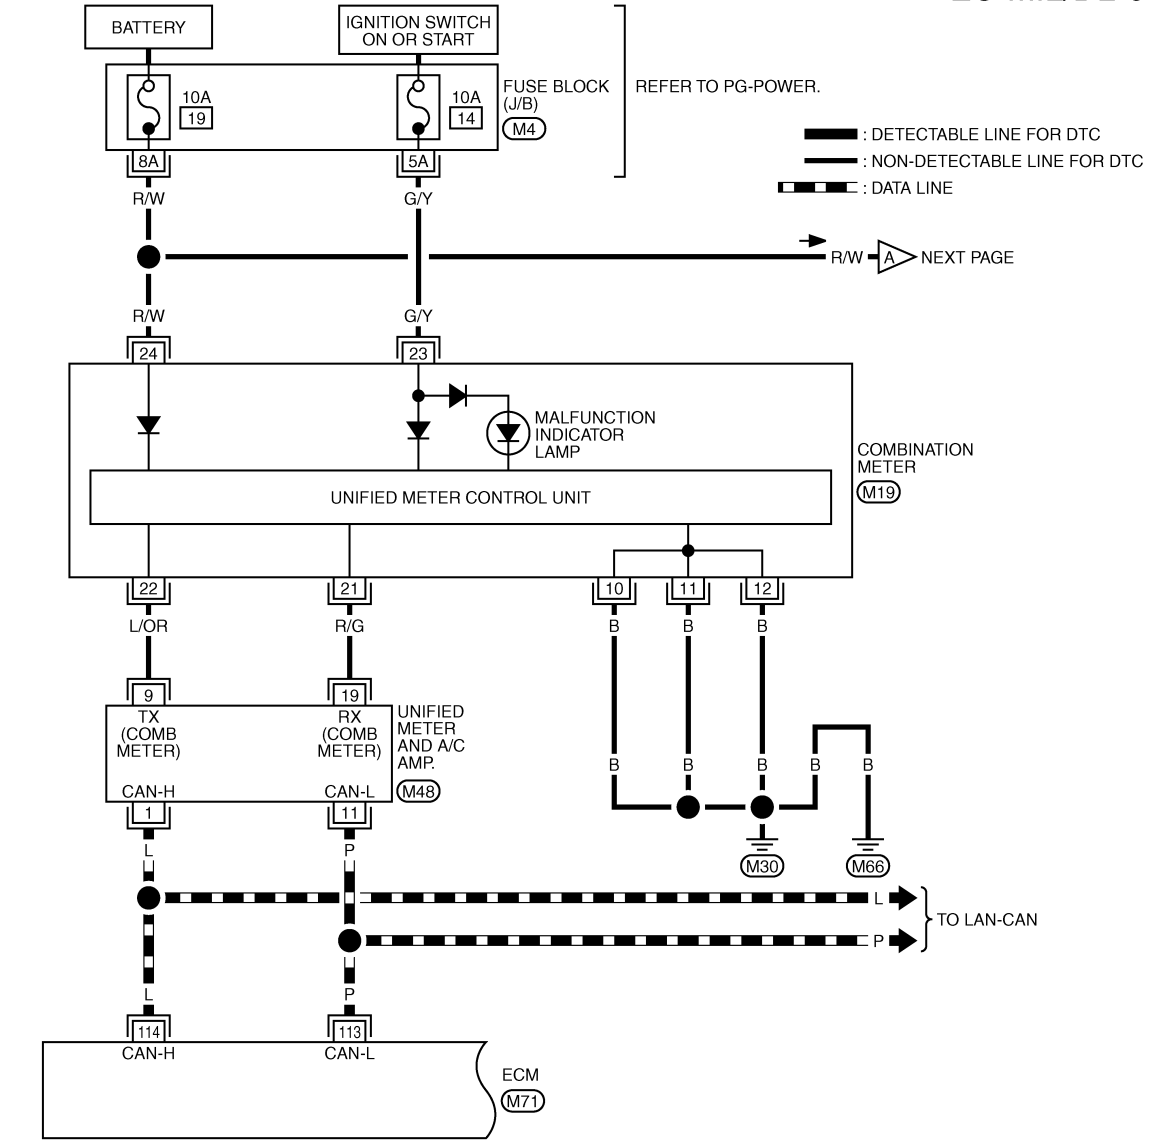 BATTERY
IGNITION SWITCH
ON OR START
10A
19
10A
14
FUSE BLOCK
(J/B)
M4
REFER TO PG-POWER.
8A
5A
: DETECTABLE LINE FOR DTC
: NON-DETECTABLE LINE FOR DTC
: DATA LINE
R/W
G/Y
R/W
A
NEXT PAGE
R/W
G/Y
24
23
MALFUNCTION
INDICATOR
LAMP
COMBINATION
METER
M19
UNIFIED METER CONTROL UNIT
22
21
10
11
12
L/OR
R/G
B
B
B
9
19
TX
(COMB
METER)
RX
(COMB
METER)
UNIFIED
METER
AND A/C
AMP.
M48
CAN-H
CAN-L
B
B
B
B
B
1
11
L
P
M30
M66
L
P
TO LAN-CAN
L
P
114
113
CAN-H
CAN-L
ECM
M71